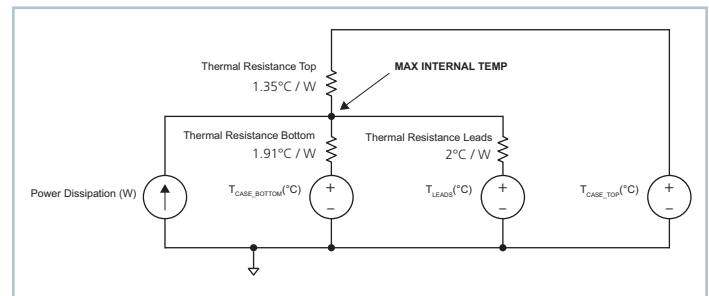 Thermal Resistance Top
1.35°C / W
MAX INTERNAL TEMP
Thermal Resistance Bottom
1.91°C / W
Thermal Resistance Leads
2°C / W
Power Dissipation (W)
T_CASE_BOTTOM(°C)
+
–
T_LEADS(°C)
+
–
T_CASE_TOP(°C)
+
–